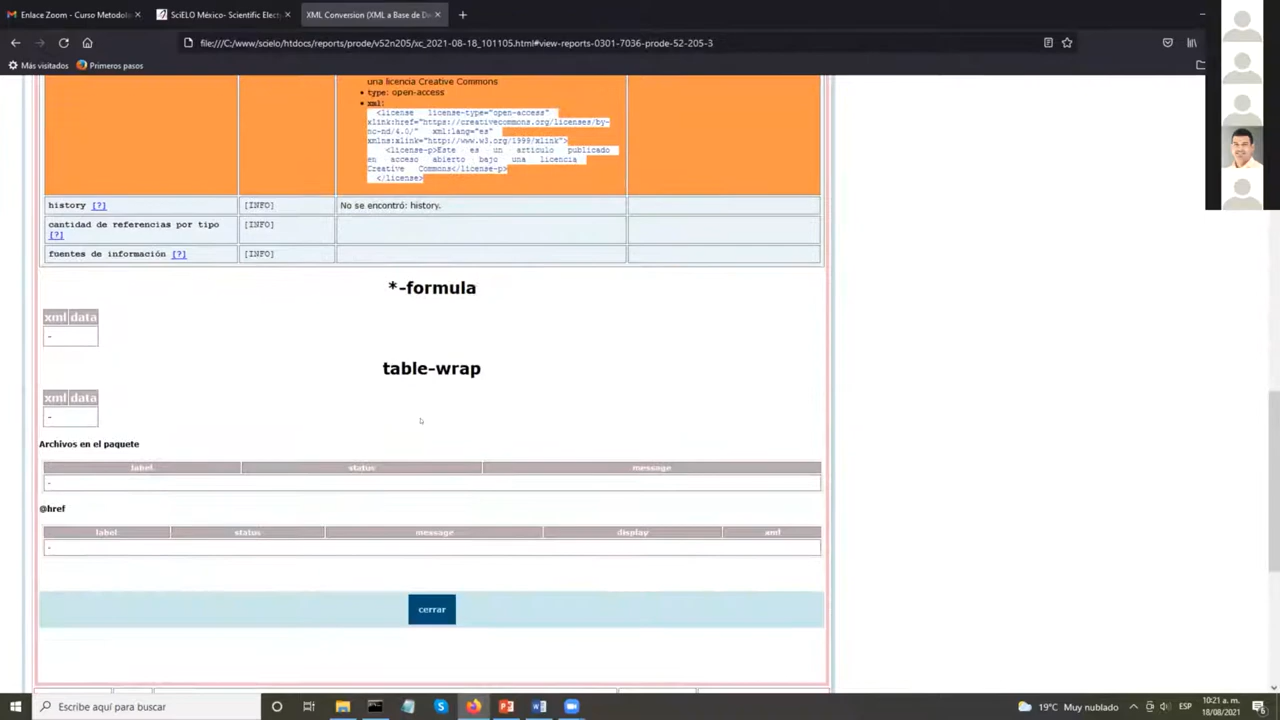 Enlace Zoom - Curso Metodolo
SciELO México- Scientific Elect
XML Conversion (XML a Base de Da
file:///C:/www/scielo/htdocs/reports/prode/v52n205/xc_2021-08-18_101105.html#view-reports-0301-7036-prode-52-205-3
Más visitados
Primeros pasos
una licencia Creative Commons
• type: open-access
• xml:
<license license-type="open-access"
xlink:href="https://creativecommons.org/licenses/by-
nc-nd/4.0/" xml:lang="es"
xmlns:xlink="http://www.w3.org/1999/xlink">
<license-p>Este es un artículo publicado
en acceso abierto bajo una licencia
Creative Commons</license-p>
</license>
history [?] [INFO] No se encontró: history.
cantidad de referencias por tipo [INFO]
[?]
fuentes de información [?] [INFO]
*-formula
xml data
-
table-wrap
xml data
-
Archivos en el paquete
label status message
-
@href
label status message display xml
-
cerrar
Escribe aquí para buscar
19°C Muy nublado
ESP
10:21 a. m.
18/08/2021